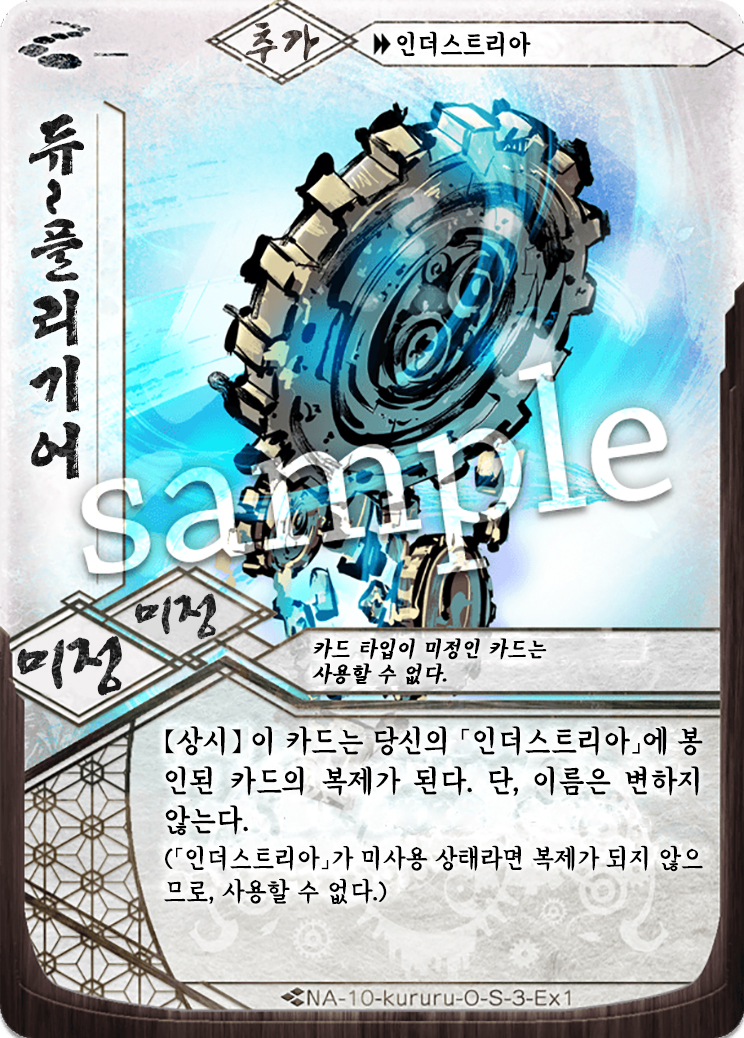 추가
▶▶인더스트리아
듀~플리기어
sample
미정
미정
카드 타입이 미정인 카드는
사용할 수 없다.
【상시】이 카드는 당신의 「인더스트리아」에 봉
인된 카드의 복제가 된다. 단, 이름은 변하지
않는다.
(「인더스트리아」가 미사용 상태라면 복제가 되지 않으
므로, 사용할 수 없다.)
NA-10-kururu-O-S-3-Ex1